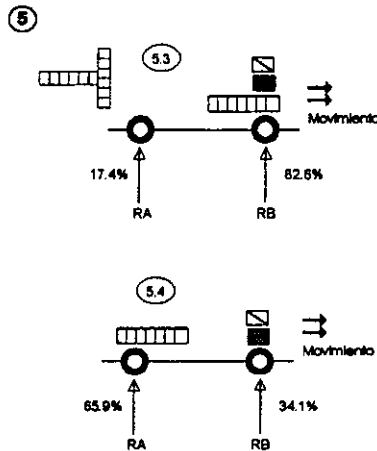 5
5.3
Movimiento
17.4%
82.6%
RA
RB
5.4
Movimiento
65.9%
34.1%
RA
RB